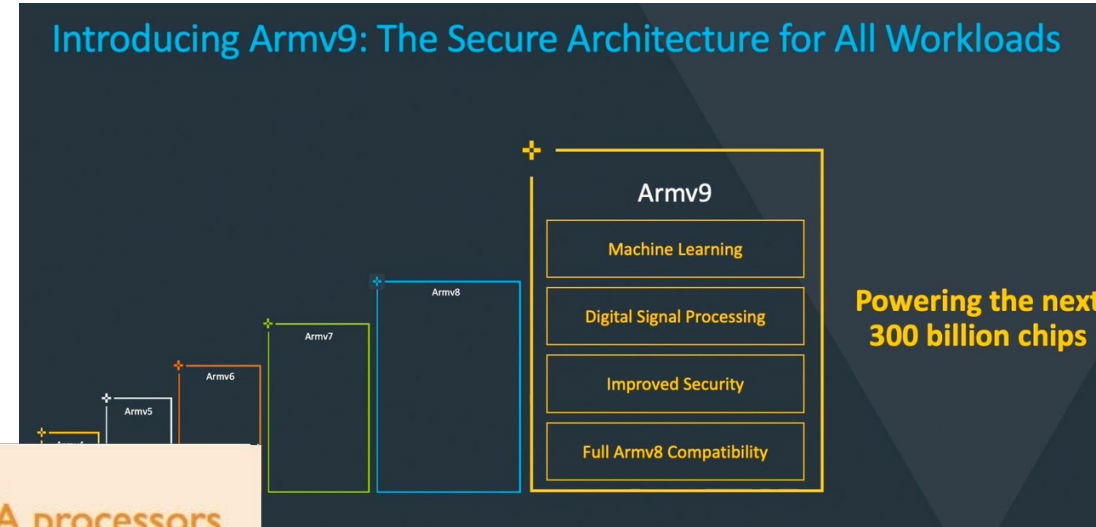 Introducing Armv9: The Secure Architecture for All Workloads
Armv9
Machine Learning
Armv8
Digital Signal Processing
Powering the next
300 billion chips
Armv7
Armv6
Improved Security
Armv5
Full Armv8 Compatibility
A processors